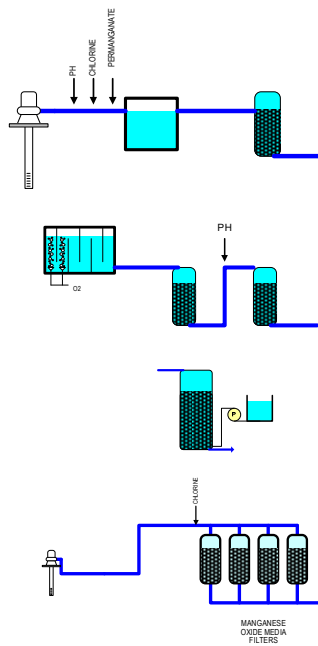 PH
CHLORINE
PERMANGANATE
PH
O2
P
CHLORINE
MANGANESE
OXIDE MEDIA
FILTERS